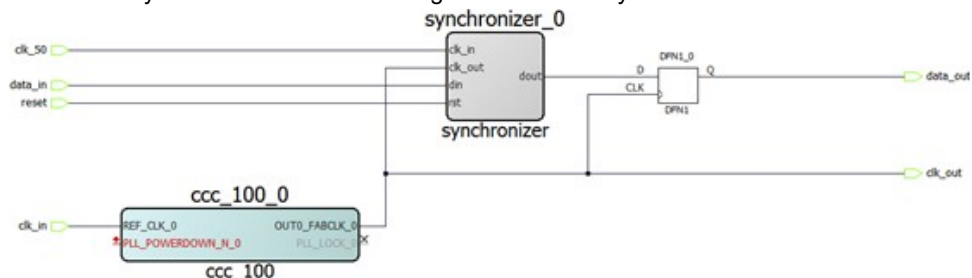 synchronizer_0
clk_50
clk_in
clk_out
data_in
din
dout
reset
rst
synchronizer
DFN1_0
D
Q
CLK
DFN1
data_out
clk_out
ccc_100_0
clk_in
REF_CLK_0
OUT0_FABCLK_0
PLL_POWERDOWN_N_0
PLL_LOCK_0
ccc_100